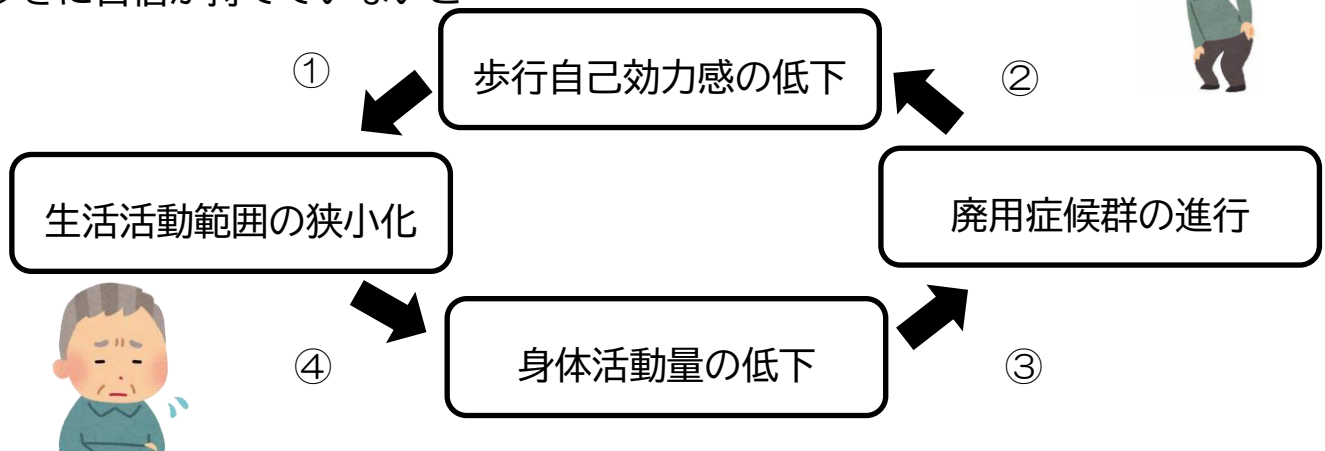 歩行自己効力感の低下
①
②
生活活動範囲の狭小化
廃用症候群の進行
身体活動量の低下
④
③